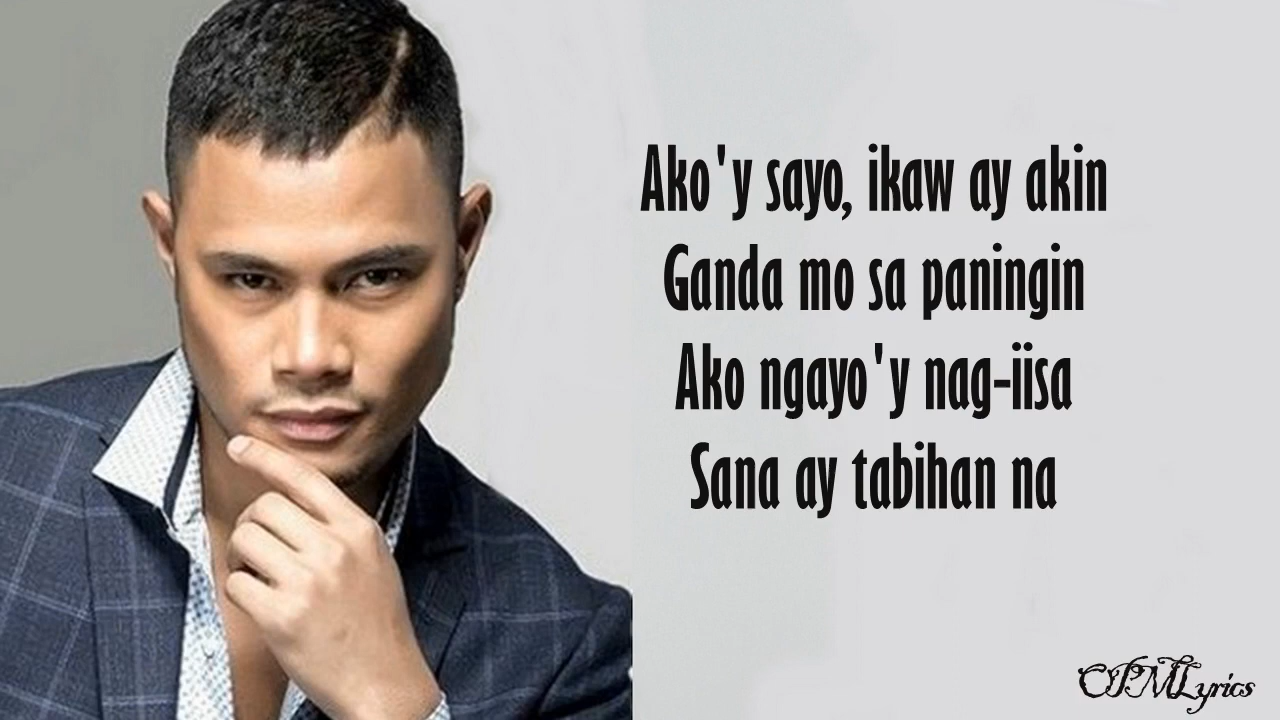 Ako'y sayo, ikaw ay akin
Ganda mo sa paningin
Ako ngayo'y nag-iisa
Sana ay tabihan na
OPMLyrics